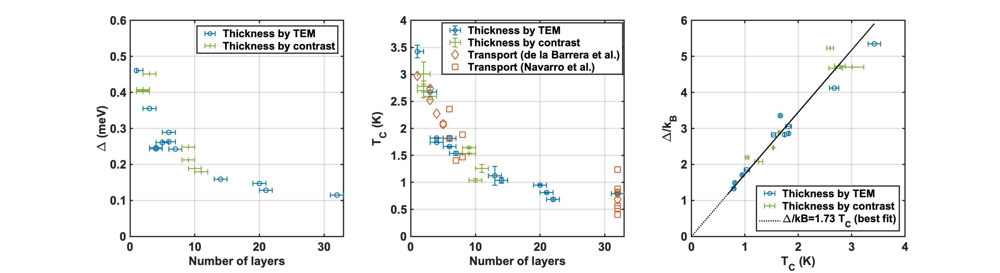 0.6
0.5
0.4
0.3
0.2
0.1
0
0 10 20 30
Δ (meV)
Number of layers
Thickness by TEM
Thickness by contrast
4
3.5
3
2.5
2
1.5
1
0.5
0
0 10 20 30
T_C (K)
Number of layers
Thickness by TEM
Thickness by contrast
Transport (de la Barrera et al.)
Transport (Navarro et al.)
6
5
4
3
2
1
0
0 1 2 3 4
Δ/k_B
T_C (K)
Thickness by TEM
Thickness by contrast
Δ/kB=1.73 T_C (best fit)